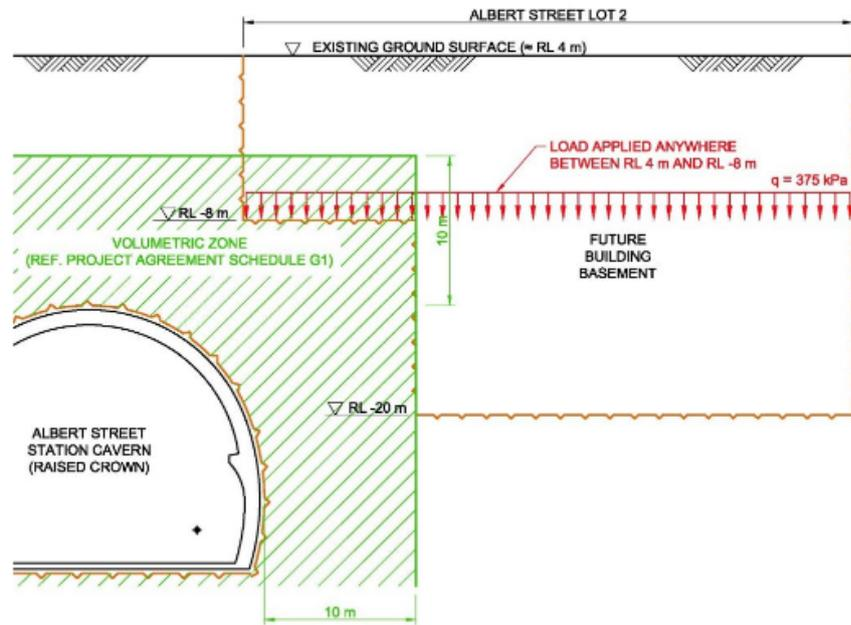 ALBERT STREET LOT 2
EXISTING GROUND SURFACE (≈ RL 4 m)
LOAD APPLIED ANYWHERE
BETWEEN RL 4 m AND RL -8 m
q = 375 kPa
RL -8 m
10 m
VOLUMETRIC ZONE
(REF. PROJECT AGREEMENT SCHEDULE G1)
FUTURE
BUILDING
BASEMENT
RL -20 m
ALBERT STREET
STATION CAVERN
(RAISED CROWN)
10 m